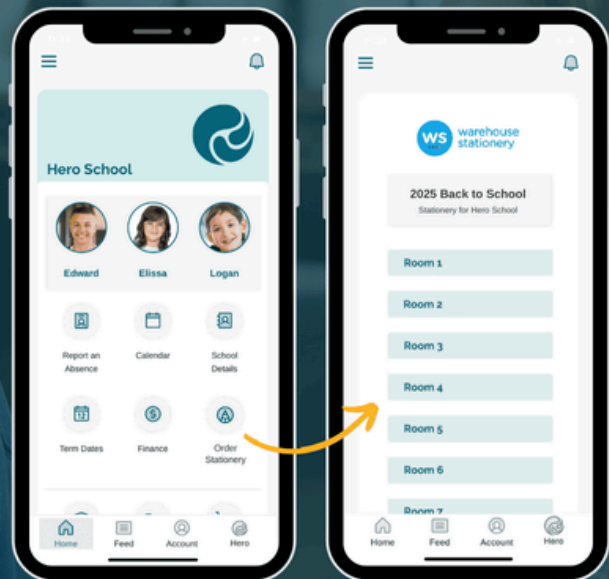 Hero School
Edward Elissa Logan
Report an Absence
Calendar
School Details
12
Term Dates
$
Finance
Order Stationery
Home Feed Account Hero
WS
warehouse
stationery
2025 Back to School
Stationery for Hero School
Room 1
Room 2
Room 3
Room 4
Room 5
Room 6
Room 7
Home Feed Account Hero